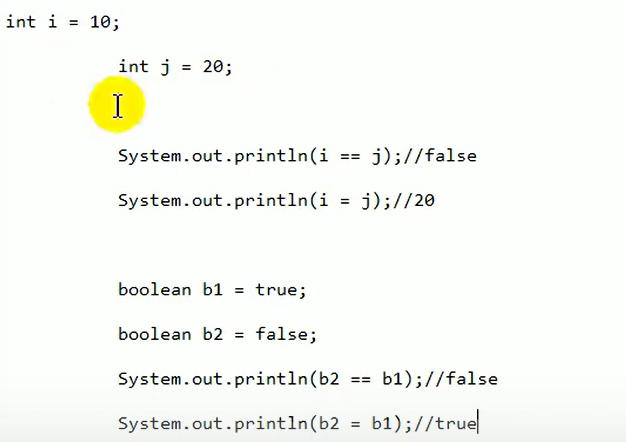 int i = 10;
int j = 20;
System.out.println(i == j);//false
System.out.println(i = j);//20
boolean b1 = true;
boolean b2 = false;
System.out.println(b2 == b1);//false
System.out.println(b2 = b1);//true